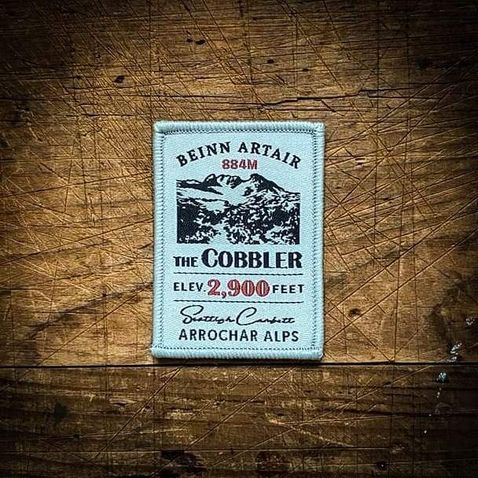 BEINN ARTAIR
884M
THE COBBLER
ELEV. 2,900 FEET
Scottish Corbett
ARROCHAR ALPS